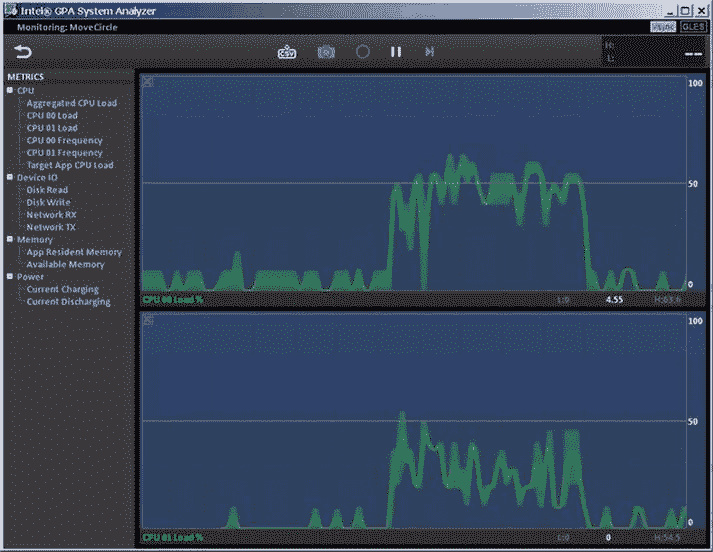 Intel® GPA System Analyzer
Monitoring: MoveCircle
Vsync GLES
CSV
H:
L:
--
METRICS
CPU
Aggregated CPU Load
CPU 00 Load
CPU 01 Load
CPU 00 Frequency
CPU 01 Frequency
Target App CPU Load
Device IO
Disk Read
Disk Write
Network RX
Network TX
Memory
App Resident Memory
Available Memory
Power
Current Charging
Current Discharging
100
50
0
CPU 00 Load % L:0 4.55 H:63.6
100
50
0
CPU 01 Load % L:0 0 H:54.5